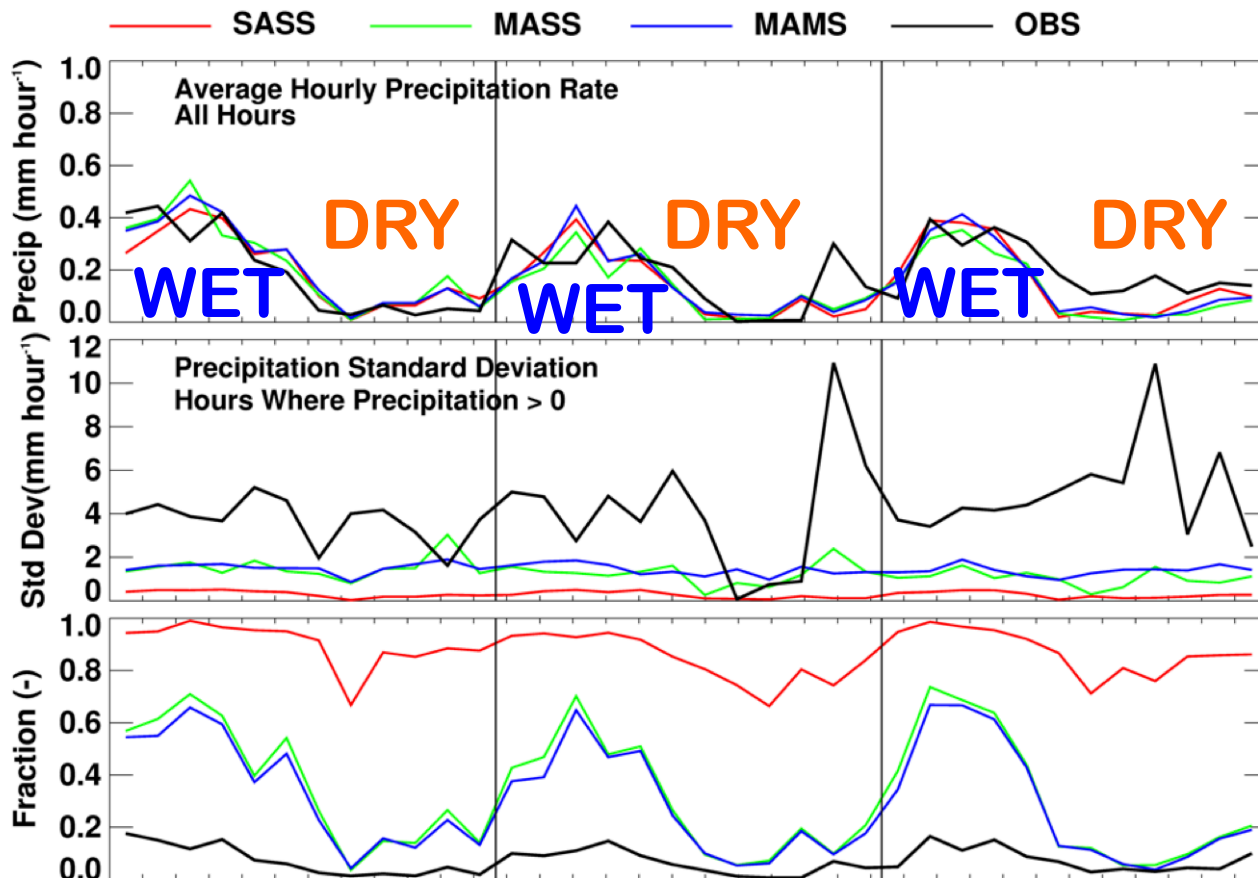 SASS MASS MAMS OBS
Precip (mm hour-1)
1.0
0.8
0.6
0.4
0.2
0.0
Average Hourly Precipitation Rate
All Hours
DRY DRY DRY
WET WET WET
Std Dev(mm hour-1)
12
10
8
6
4
2
0
Precipitation Standard Deviation
Hours Where Precipitation > 0
Fraction (-)
1.0
0.8
0.6
0.4
0.2
0.0